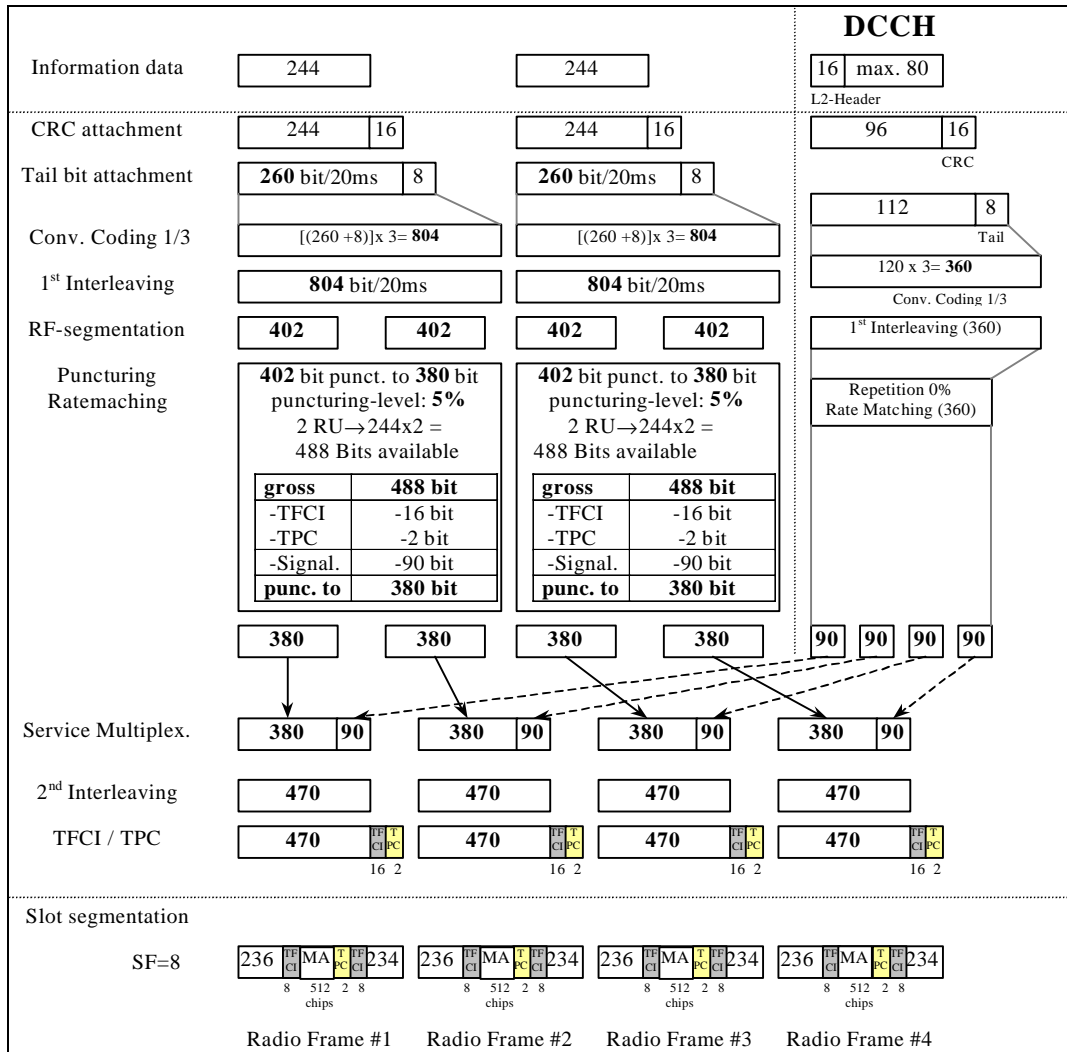 DCCH
Information data
244
244
16 max. 80
L2-Header
CRC attachment
244 16
244 16
96 16
CRC
Tail bit attachment
260 bit/20ms 8
260 bit/20ms 8
112 8
Tail
Conv. Coding 1/3
[(260 +8)]x 3= 804
[(260 +8)]x 3= 804
120 x 3= 360
Conv. Coding 1/3
1st Interleaving
804 bit/20ms
804 bit/20ms
1st Interleaving (360)
RF-segmentation
402 402
402 402
Puncturing
Ratemaching
402 bit punct. to 380 bit
puncturing-level: 5%
2 RU→244x2 =
488 Bits available
gross 488 bit
-TFCI -16 bit
-TPC -2 bit
-Signal. -90 bit
punc. to 380 bit
402 bit punct. to 380 bit
puncturing-level: 5%
2 RU→244x2 =
488 Bits available
gross 488 bit
-TFCI -16 bit
-TPC -2 bit
-Signal. -90 bit
punc. to 380 bit
Repetition 0%
Rate Matching (360)
380 380 380 380 90 90 90 90
Service Multiplex.
380 90 380 90 380 90 380 90
2nd Interleaving
470 470 470 470
TFCI / TPC
470 TF CI T PC
16 2
470 TF CI T PC
16 2
470 TF CI T PC
16 2
470 TF CI T PC
16 2
Slot segmentation
SF=8
236 TF CI MA T PC TF CI 234
8 512 2 8
chips
236 TF CI MA T PC TF CI 234
8 512 2 8
chips
236 TF CI MA T PC TF CI 234
8 512 2 8
chips
236 TF CI MA T PC TF CI 234
8 512 2 8
chips
Radio Frame #1 Radio Frame #2 Radio Frame #3 Radio Frame #4